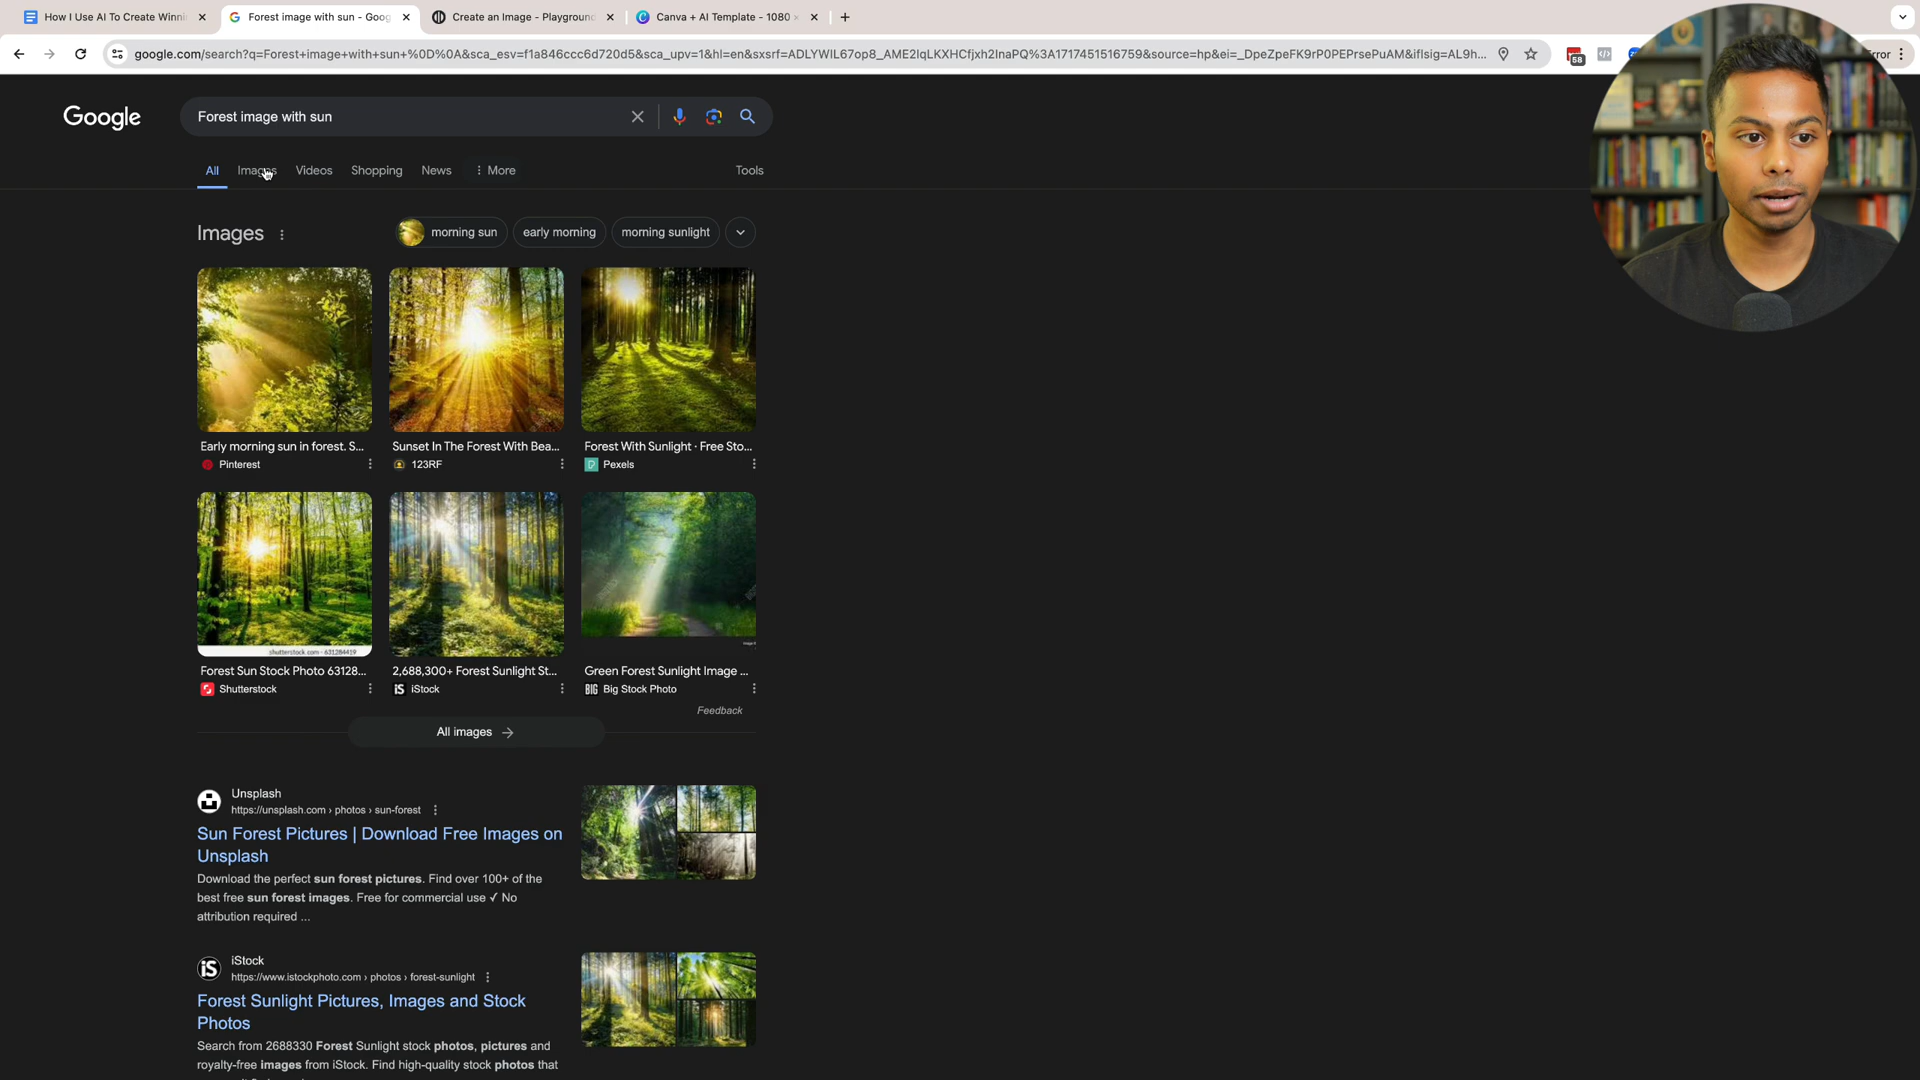 How I Use AI To Create Winni
Forest image with sun - Goog
Create an Image - Playground
Canva + AI Template - 1080
google.com/search?q=Forest+image+with+sun+%0D%0A&sca_esv=f1a846ccc6d720d5&sca_upv=1&hl=en&sxsrf=ADLYWIL67op8_AME2lqLKXHCfjxh2InaPQ%3A1717451516759&source=hp&ei=_DpeZpeFK9rP0PEPrsePuAM&iflsig=AL9h...
58
rror
Google
Forest image with sun
All
Images
Videos
Shopping
News
More
Tools
Images
morning sun
early morning
morning sunlight
Early morning sun in forest. S...
Pinterest
Sunset In The Forest With Bea...
123RF
Forest With Sunlight · Free Sto...
Pexels
shutterstock.com · 631284419
Forest Sun Stock Photo 63128...
Shutterstock
2,688,300+ Forest Sunlight St...
iS
iStock
Green Forest Sunlight Image ...
BIG
Big Stock Photo
Feedback
All images
Unsplash
https://unsplash.com › photos › sun-forest
Sun Forest Pictures | Download Free Images on
Unsplash
Download the perfect sun forest pictures. Find over 100+ of the
best free sun forest images. Free for commercial use ✓ No
attribution required ...
iS
iStock
https://www.istockphoto.com › photos › forest-sunlight
Forest Sunlight Pictures, Images and Stock
Photos
Search from 2688330 Forest Sunlight stock photos, pictures and
royalty-free images from iStock. Find high-quality stock photos that